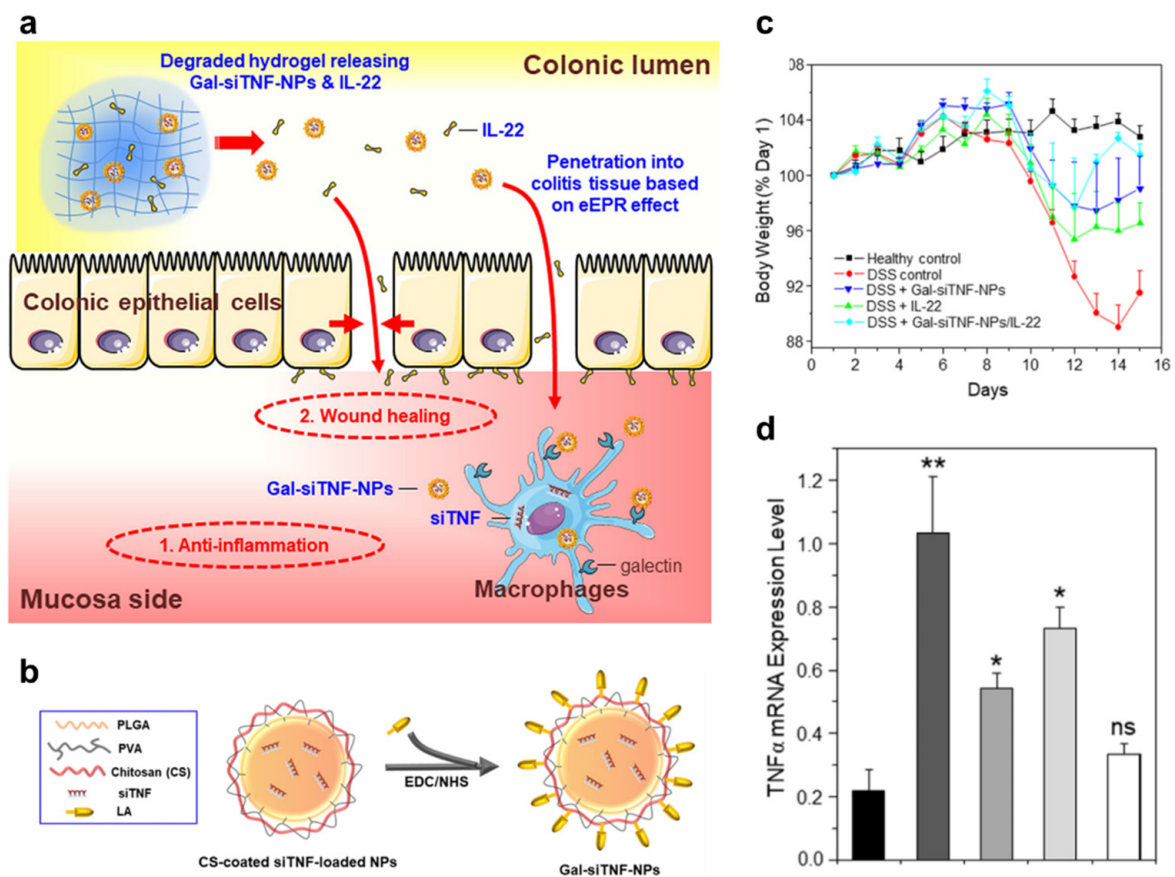 a
Degraded hydrogel releasing
Gal-siTNF-NPs & IL-22
Colonic lumen
IL-22
Penetration into
colitis tissue based
on eEPR effect
Colonic epithelial cells
2. Wound healing
Gal-siTNF-NPs
siTNF
1. Anti-inflammation
galectin
Macrophages
Mucosa side
b
PLGA
PVA
Chitosan (CS)
siTNF
LA
EDC/NHS
CS-coated siTNF-loaded NPs
Gal-siTNF-NPs
c
Body Weight (% Day 1)
08
104
100
96
92
88
Healthy control
DSS control
DSS + Gal-siTNF-NPs
DSS + IL-22
DSS + Gal-siTNF-NPs/IL-22
0 2 4 6 8 10 12 14 16
Days
d
TNFα mRNA Expression Level
1.2
1.0
0.8
0.6
0.4
0.2
0.0
**
*
*
ns